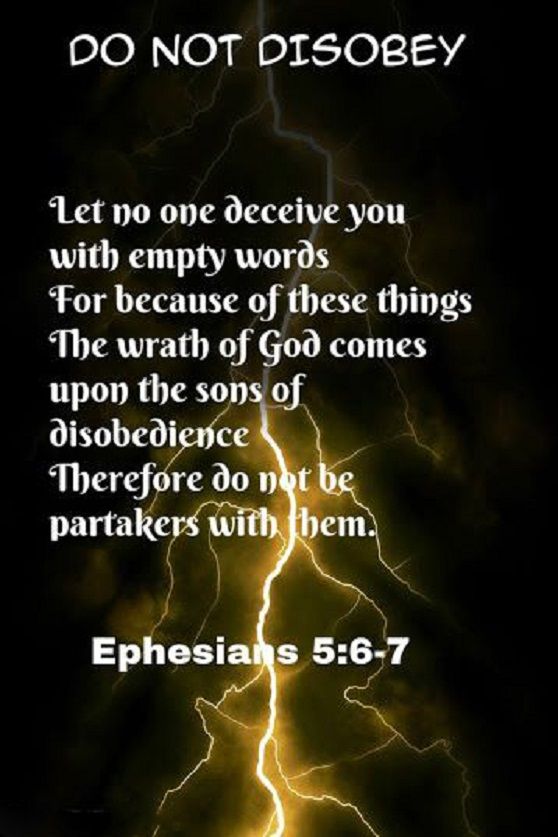 DO NOT DISOBEY
Let no one deceive you
with empty words
For because of these things
The wrath of God comes
upon the sons of
disobedience
Therefore do not be
partakers with them.
Ephesians 5:6-7